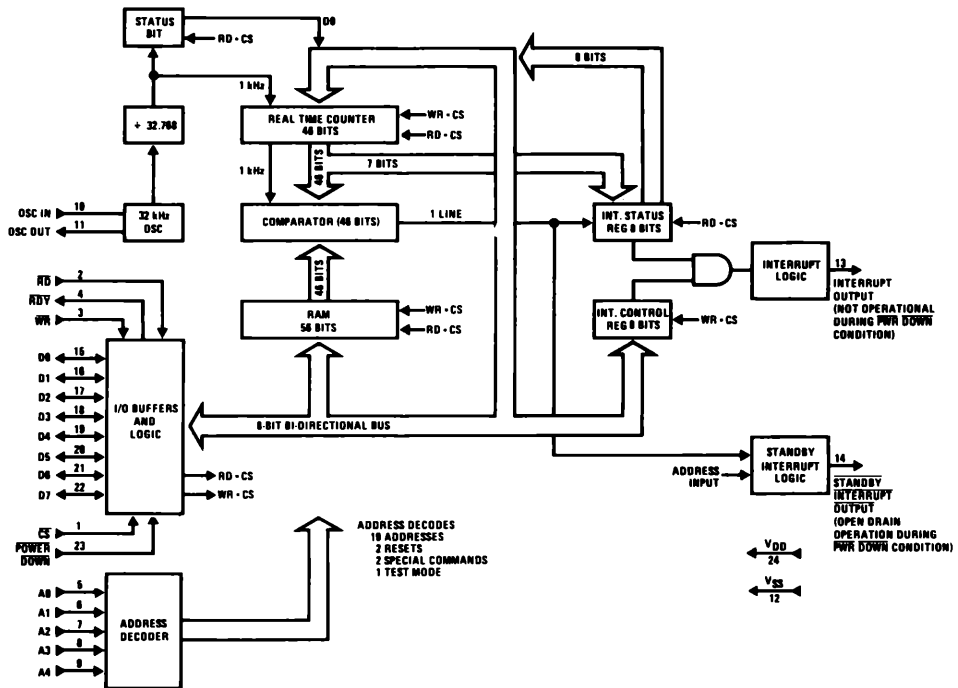 STATUS
BIT
RD • CS
D0
8 BITS
1 kHz
÷ 32.768
REAL TIME COUNTER
46 BITS
WR • CS
RD • CS
1 kHz
46 BITS
7 BITS
OSC IN 10
OSC OUT 11
32 kHz
OSC
COMPARATOR (46 BITS)
1 LINE
INT. STATUS
REG 8 BITS
RD • CS
46 BITS
INTERRUPT
LOGIC
13
INTERRUPT
OUTPUT
(NOT OPERATIONAL
DURING PWR DOWN
CONDITION)
RD 2
RDY 4
WR 3
RAM
56 BITS
WR • CS
RD • CS
INT. CONTROL
REG 8 BITS
WR • CS
D0 15
D1 16
D2 17
D3 18
D4 19
D5 20
D6 21
D7 22
I/O BUFFERS
AND
LOGIC
8-BIT BI-DIRECTIONAL BUS
RD • CS
WR • CS
ADDRESS
INPUT
STANDBY
INTERRUPT
LOGIC
14
STANDBY
INTERRUPT
OUTPUT
(OPEN DRAIN
OPERATION DURING
PWR DOWN CONDITION)
CS 1
POWER 23
DOWN
ADDRESS DECODES
19 ADDRESSES
2 RESETS
2 SPECIAL COMMANDS
1 TEST MODE
VDD
24
VSS
12
A0 5
A1 6
A2 7
A3 8
A4 9
ADDRESS
DECODER